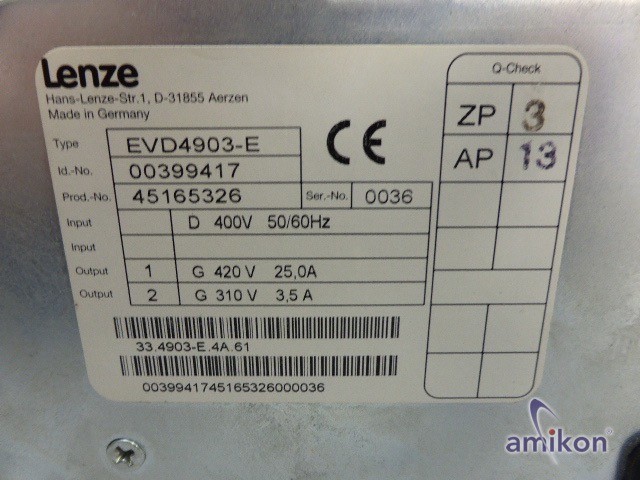 Lenze
Hans-Lenze-Str.1, D-31855 Aerzen
Made in Germany
Type EVD4903-E
Id.-No. 00399417
Prod.-No. 45165326 Ser.-No. 0036
Input D 400V 50/60Hz
Input
Output 1 G 420 V 25,0A
Output 2 G 310 V 3,5 A
33.4903-E.4A.61
0039941745165326000036
CE
Q-Check
ZP 3
AP 13
amikon